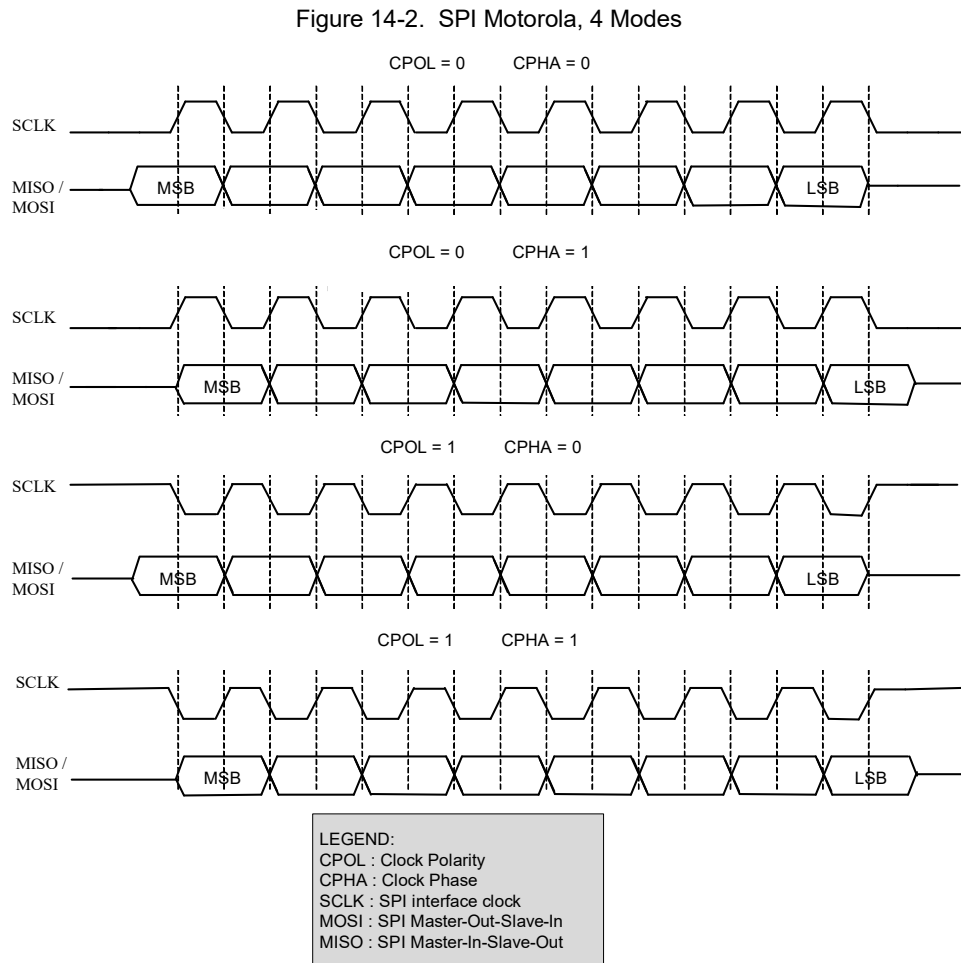 Figure 14-2. SPI Motorola, 4 Modes
CPOL = 0 CPHA = 0
SCLK
MISO /
MOSI
MSB
LSB
CPOL = 0 CPHA = 1
SCLK
MISO /
MOSI
MSB
LSB
CPOL = 1 CPHA = 0
SCLK
MISO /
MOSI
MSB
LSB
CPOL = 1 CPHA = 1
SCLK
MISO /
MOSI
MSB
LSB
LEGEND:
CPOL : Clock Polarity
CPHA : Clock Phase
SCLK : SPI interface clock
MOSI : SPI Master-Out-Slave-In
MISO : SPI Master-In-Slave-Out